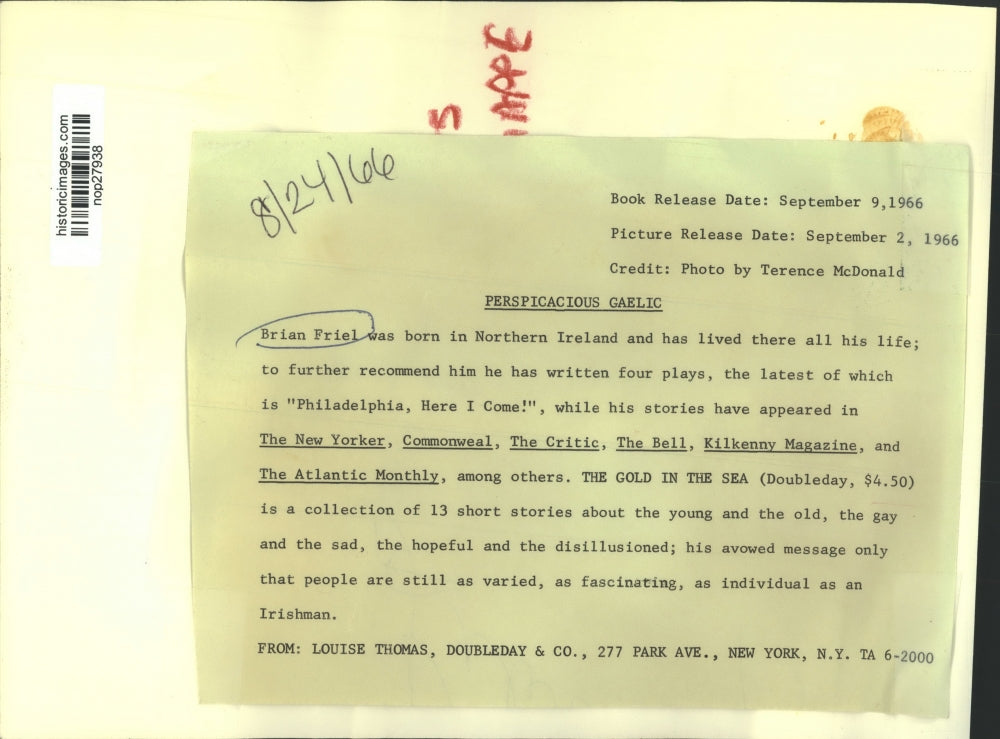 historicimages.com
nop27938
8/24/66
Book Release Date: September 9,1966
Picture Release Date: September 2, 1966
Credit: Photo by Terence McDonald
PERSPICACIOUS GAELIC
Brian Friel was born in Northern Ireland and has lived there all his life;
to further recommend him he has written four plays, the latest of which
is "Philadelphia, Here I Come!", while his stories have appeared in
The New Yorker, Commonweal, The Critic, The Bell, Kilkenny Magazine, and
The Atlantic Monthly, among others. THE GOLD IN THE SEA (Doubleday, $4.50)
is a collection of 13 short stories about the young and the old, the gay
and the sad, the hopeful and the disillusioned; his avowed message only
that people are still as varied, as fascinating, as individual as an
Irishman.
FROM: LOUISE THOMAS, DOUBLEDAY & CO., 277 PARK AVE., NEW YORK, N.Y. TA 6-2000